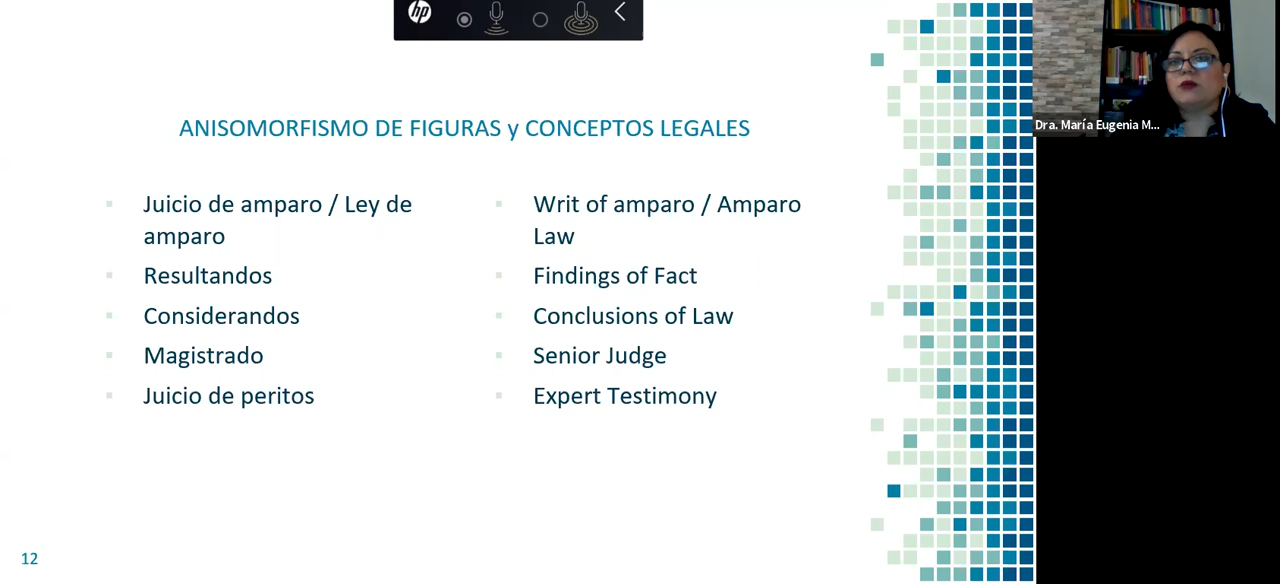 hp
ANISOMORFISMO DE FIGURAS y CONCEPTOS LEGALES
Juicio de amparo / Ley de
amparo
Resultandos
Considerandos
Magistrado
Juicio de peritos
Writ of amparo / Amparo
Law
Findings of Fact
Conclusions of Law
Senior Judge
Expert Testimony
12
Dra. María Eugenia M...